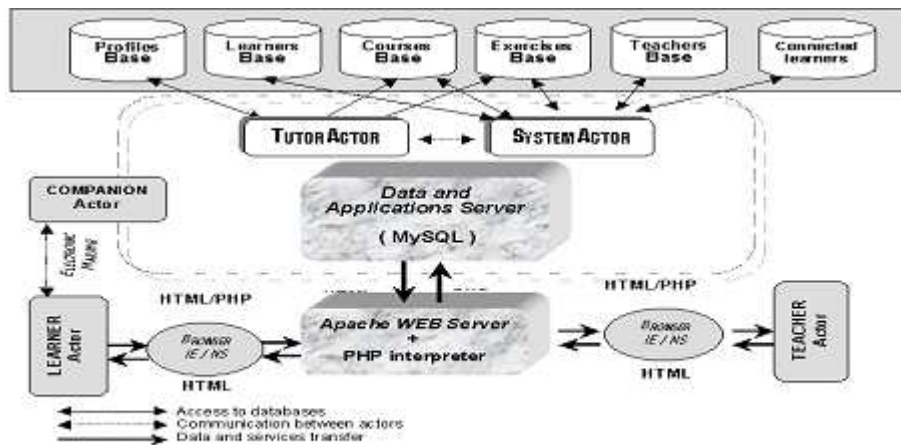 Profiles
Base
Learners
Base
Courses
Base
Exercises
Base
Teachers
Base
Connected
learners
TUTOR ACTOR
SYSTEM ACTOR
COMPANION
Actor
Data and
Applications Server
( MySQL )
ELECTRONIC
MAILING
HTML/PHP
HTML/PHP
LEARNER
Actor
BROWSER
IE / NS
Apache WEB Server
+
PHP interpreter
BROWSER
IE / NS
TEACHER
Actor
HTML
HTML
Access to databases
Communication between actors
Data and services transfer